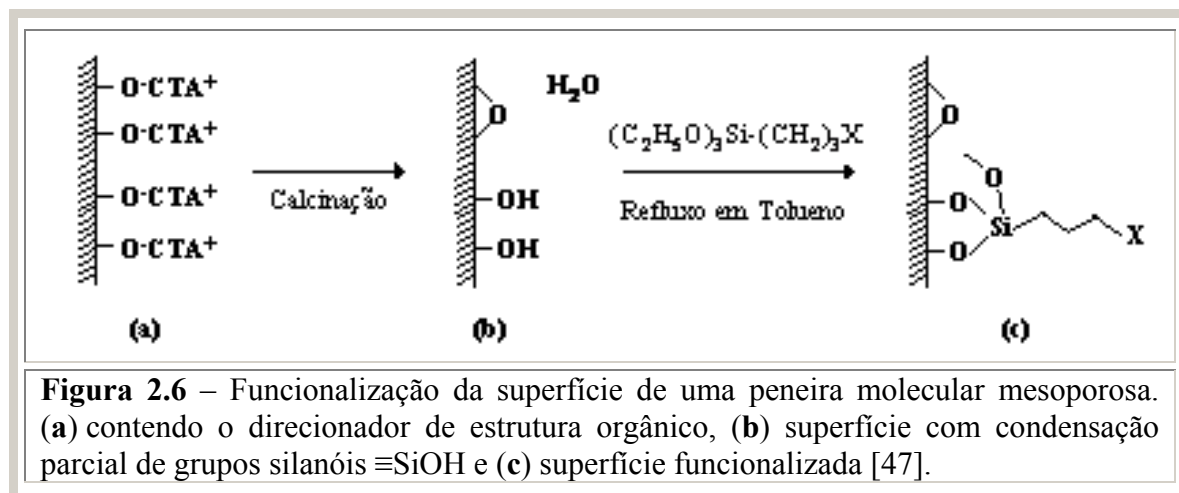 O-CTA⁺
O-CTA⁺
O-CTA⁺
O-CTA⁺
(a)
Calcinação
O
H₂O
OH
OH
(b)
(C₂H₅O)₃Si-(CH₂)₃X
Refluxo em Tolueno
O
O
O
Si
O
X
(c)
Figura 2.6 – Funcionalização da superfície de uma peneira molecular mesoporosa.
(a) contendo o direcionador de estrutura orgânico, (b) superfície com condensação
parcial de grupos silanóis ≡SiOH e (c) superfície funcionalizada [47].